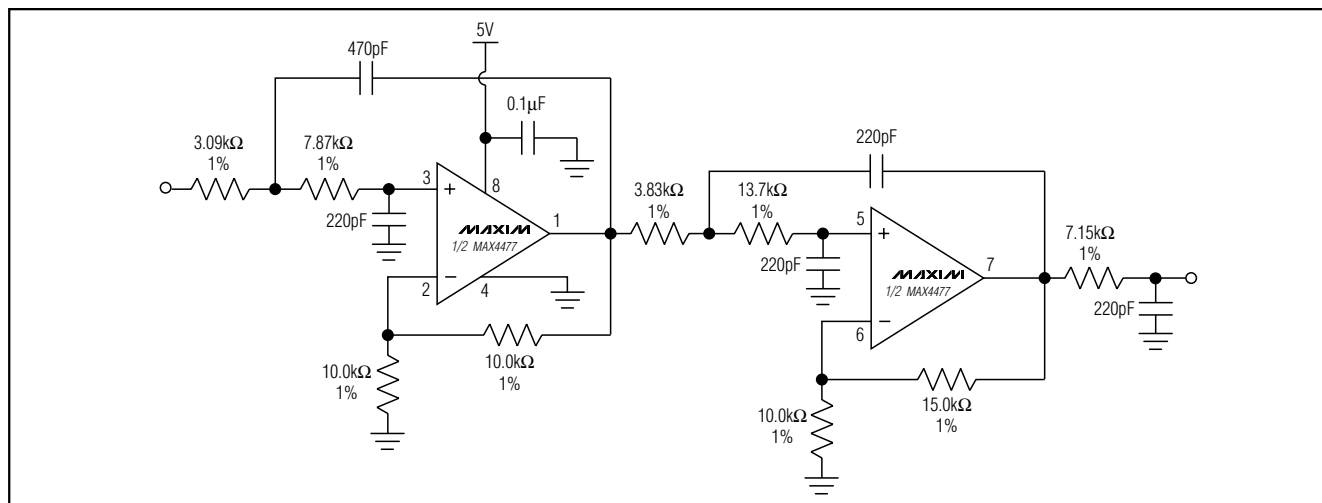 5V
470pF
0.1µF
3.09kΩ
1%
7.87kΩ
1%
220pF
3
+
8
MAXIM
1/2 MAX4477
1
2
−
4
10.0kΩ
1%
10.0kΩ
1%
3.83kΩ
1%
13.7kΩ
1%
220pF
220pF
5
+
MAXIM
1/2 MAX4477
7
6
−
15.0kΩ
1%
10.0kΩ
1%
7.15kΩ
1%
220pF